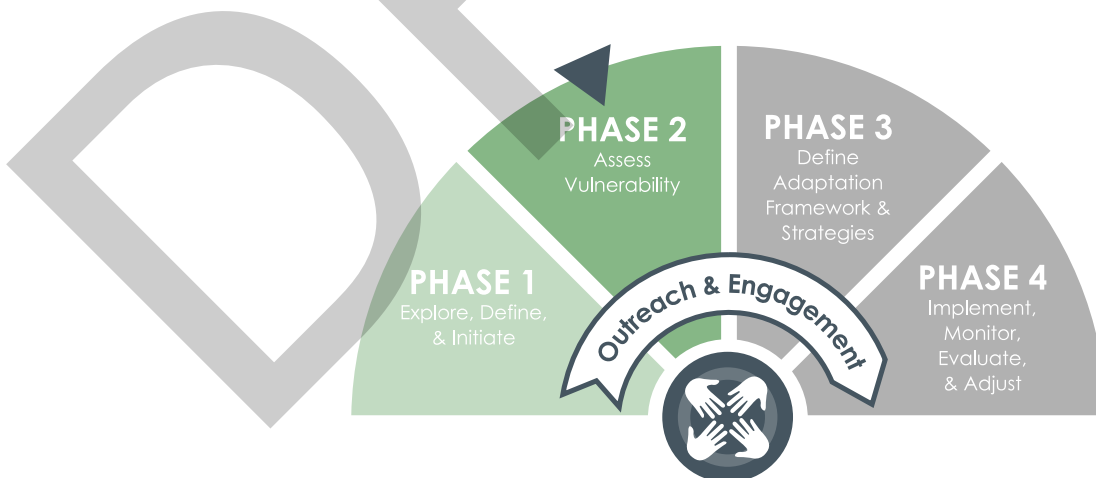 PHASE 1
Explore, Define,
& Initiate
PHASE 2
Assess
Vulnerability
PHASE 3
Define
Adaptation
Framework &
Strategies
PHASE 4
Implement,
Monitor,
Evaluate,
& Adjust
Outreach & Engagement
D